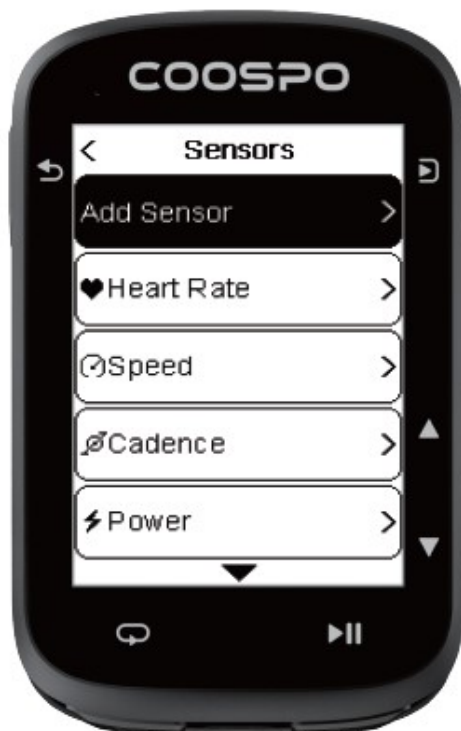 COOSPO
Sensors
Add Sensor
Heart Rate
Speed
Cadence
Power